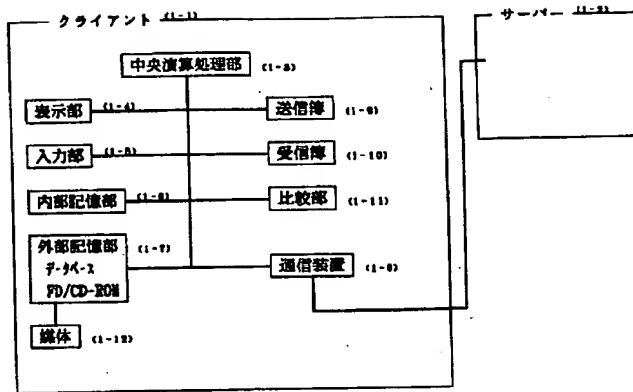 クライアント (1-1)
サーバー (1-2)
中央演算処理部 (1-3)
表示部 (1-4)
送信簿 (1-9)
入力部 (1-5)
受信簿 (1-10)
内部記憶部 (1-6)
比較部 (1-11)
外部記憶部 (1-7)
データベース
FD/CD-ROM
通信装置 (1-8)
媒体 (1-12)